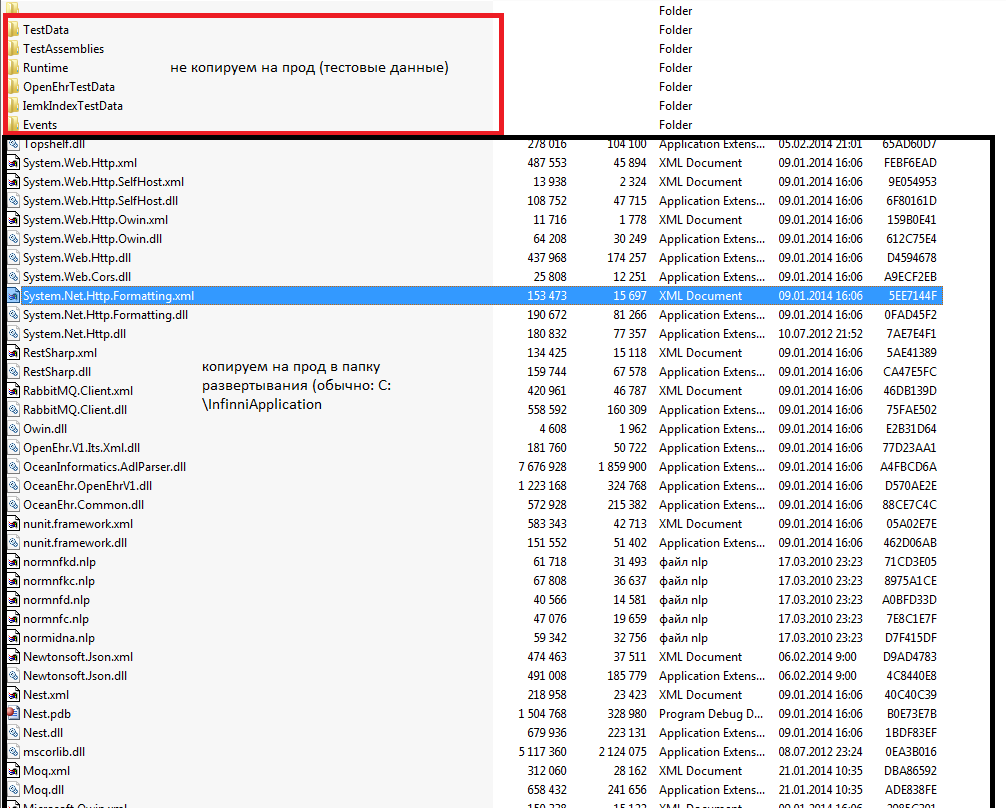 Folder
TestData Folder
TestAssemblies Folder
Runtime не копируем на прод (тестовые данные) Folder
OpenEhrTestData Folder
IemkIndexTestData Folder
Events Folder
Topshelf.dll 278 016 104 100 Application Extens... 05.02.2014 21:01 65AD60D7
System.Web.Http.xml 487 553 45 894 XML Document 09.01.2014 16:06 FEBF6EAD
System.Web.Http.SelfHost.xml 13 938 2 324 XML Document 09.01.2014 16:06 9E054953
System.Web.Http.SelfHost.dll 108 752 47 715 Application Extens... 09.01.2014 16:06 6F80161D
System.Web.Http.Owin.xml 11 716 1 778 XML Document 09.01.2014 16:06 159B0E41
System.Web.Http.Owin.dll 64 208 30 249 Application Extens... 09.01.2014 16:06 612C75E4
System.Web.Http.dll 437 968 174 257 Application Extens... 09.01.2014 16:06 D4594678
System.Web.Cors.dll 25 808 12 251 Application Extens... 09.01.2014 16:06 A9ECF2EB
System.Net.Http.Formatting.xml 153 473 15 697 XML Document 09.01.2014 16:06 5EE7144F
System.Net.Http.Formatting.dll 190 672 81 266 Application Extens... 09.01.2014 16:06 0FAD45F2
System.Net.Http.dll 180 832 77 357 Application Extens... 10.07.2012 21:52 7AE7E4F1
RestSharp.xml 134 425 15 118 XML Document 09.01.2014 16:06 5AE41389
копируем на прод в папку
RestSharp.dll 159 744 67 578 Application Extens... 09.01.2014 16:06 CA47E5FC
развертывания (обычно: C:
RabbitMQ.Client.xml 420 961 46 787 XML Document 09.01.2014 16:06 46DB139D
\InfinniApplication
RabbitMQ.Client.dll 558 592 160 309 Application Extens... 09.01.2014 16:06 75FAE502
Owin.dll 4 608 1 962 Application Extens... 09.01.2014 16:06 E2B31D64
OpenEhr.V1.Its.Xml.dll 181 760 50 722 Application Extens... 09.01.2014 16:06 77D23AA1
OceanInformatics.AdlParser.dll 7 676 928 1 859 900 Application Extens... 09.01.2014 16:06 A4FBCD6A
OceanEhr.OpenEhrV1.dll 1 223 168 324 768 Application Extens... 09.01.2014 16:06 D570AE2E
OceanEhr.Common.dll 572 928 215 382 Application Extens... 09.01.2014 16:06 88CE7C4C
nunit.framework.xml 583 343 42 713 XML Document 09.01.2014 16:06 05A02E7E
nunit.framework.dll 151 552 51 402 Application Extens... 09.01.2014 16:06 462D06AB
normnfkd.nlp 61 718 31 493 файл nlp 17.03.2010 23:23 71CD3E05
normnfkc.nlp 67 808 36 637 файл nlp 17.03.2010 23:23 8975A1CE
normnfd.nlp 40 566 14 581 файл nlp 17.03.2010 23:23 A0BFD33D
normnfc.nlp 47 076 19 659 файл nlp 17.03.2010 23:23 7E8C1E7F
normidna.nlp 59 342 32 756 файл nlp 17.03.2010 23:23 D7F415DF
Newtonsoft.Json.xml 474 463 37 511 XML Document 06.02.2014 9:00 D9AD4783
Newtonsoft.Json.dll 491 008 185 779 Application Extens... 06.02.2014 9:00 4C8440E8
Nest.xml 218 958 23 423 XML Document 09.01.2014 16:06 40C40C39
Nest.pdb 1 504 768 328 980 Program Debug D... 09.01.2014 16:06 B0E73E7B
Nest.dll 679 936 223 131 Application Extens... 09.01.2014 16:06 1BDF83EF
mscorlib.dll 5 117 360 2 124 075 Application Extens... 08.07.2012 23:24 0EA3B016
Moq.xml 312 060 28 162 XML Document 21.01.2014 10:35 DBA86592
Moq.dll 658 432 241 656 Application Extens... 21.01.2014 10:35 ADE838FE